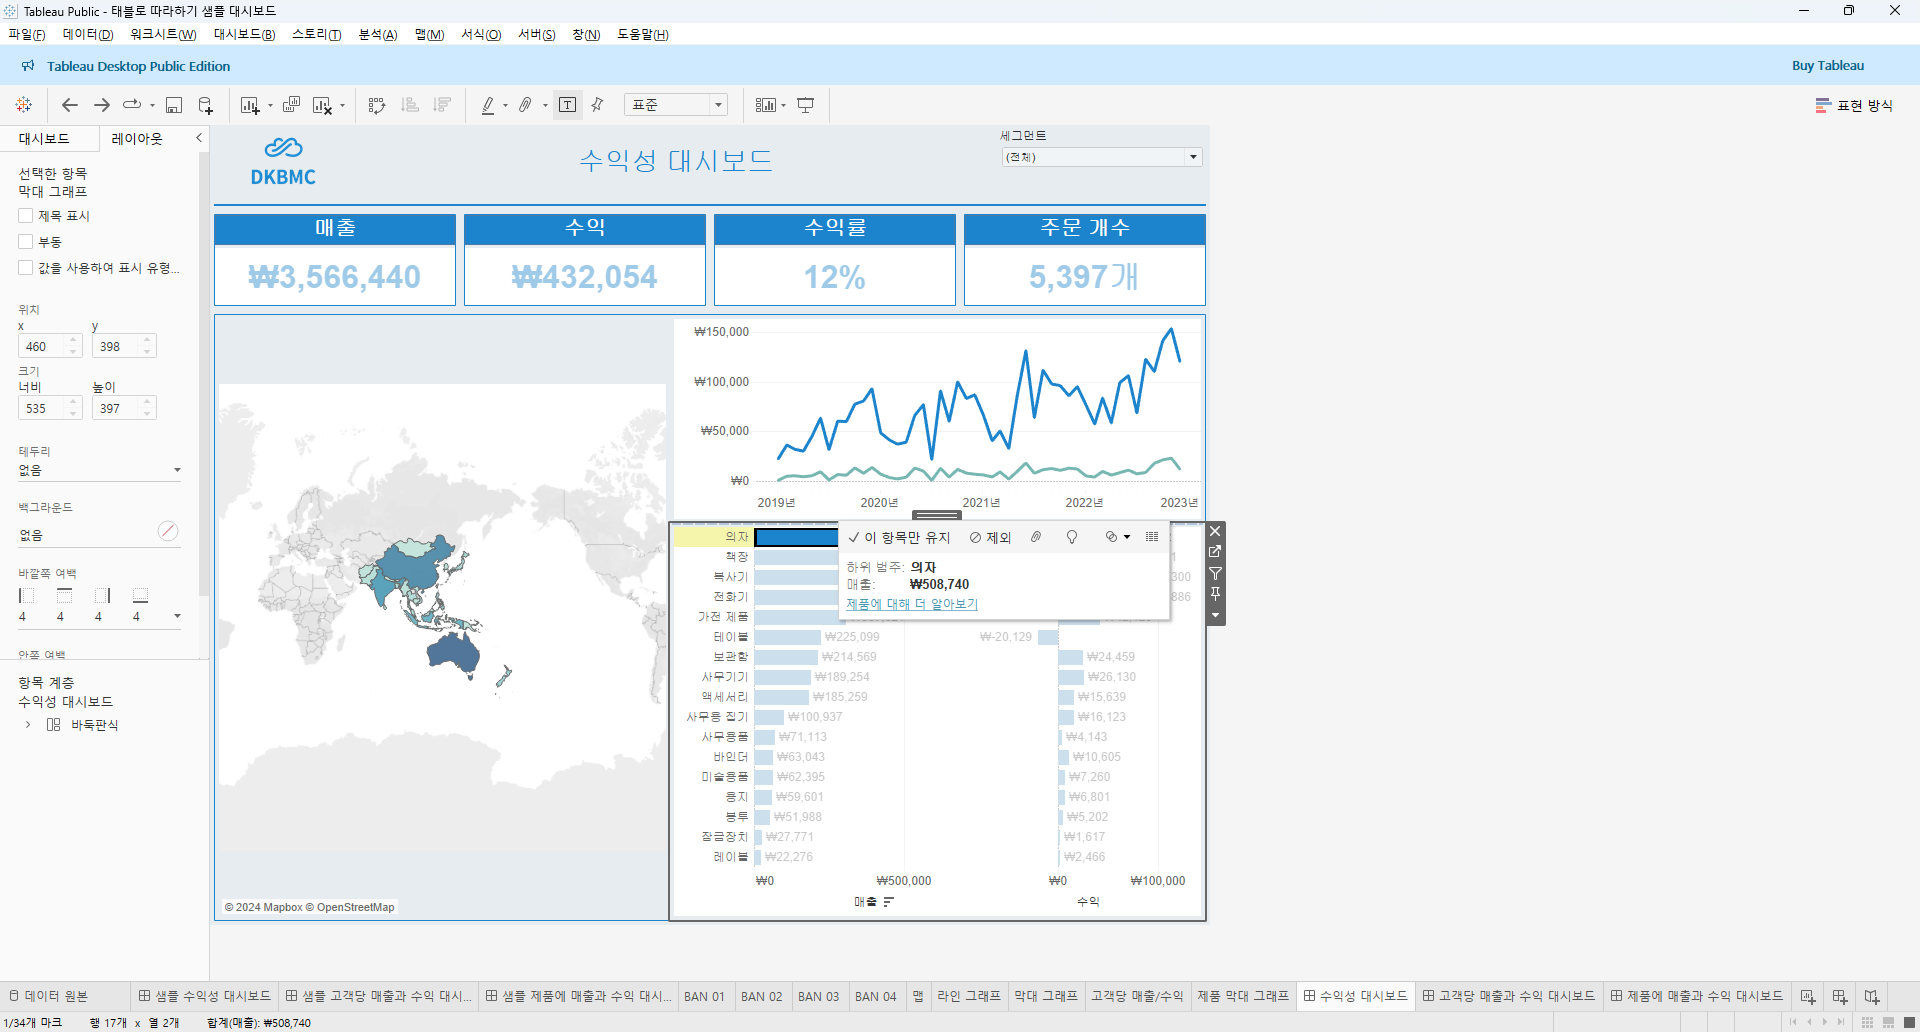 Tableau Public - 태블로 따라하기 샘플 대시보드
파일(F) 데이터(D) 워크시트(W) 대시보드(B) 스토리(T) 분석(A) 맵(M) 서식(O) 서버(S) 창(N) 도움말(H)
Tableau Desktop Public Edition
Buy Tableau
표준
표현 방식
대시보드
레이아웃
선택한 항목
막대 그래프
제목 표시
부동
값을 사용하여 표시 유형...
위치
x y
460 398
크기
너비 높이
535 397
테두리
없음
백그라운드
없음
바깥쪽 여백
4 4 4 4
안쪽 여백
항목 계층
수익성 대시보드
바둑판식
DKBMC
수익성 대시보드
세그먼트
(전체)
매출
₩3,566,440
수익
₩432,054
수익률
12%
주문 개수
5,397개
© 2024 Mapbox © OpenStreetMap
₩150,000
₩100,000
₩50,000
₩0
2019년 2020년 2021년 2022년 2023년
의자
이 항목만 유지 제외
하위 범주: 의자
매출: ₩508,740
제품에 대해 더 알아보기
책장
복사기 300
전화기 886
가전 제품
테이블 ₩225,099 ₩-20,129
보관함 ₩214,569 ₩24,459
사무기기 ₩189,254 ₩26,130
액세서리 ₩185,259 ₩15,639
사무용 집기 ₩100,937 ₩16,123
사무용품 ₩71,113 ₩4,143
바인더 ₩63,043 ₩10,605
미술용품 ₩62,395 ₩7,260
용지 ₩59,601 ₩6,801
봉투 ₩51,988 ₩5,202
잠금장치 ₩27,771 ₩1,617
레이블 ₩22,276 ₩2,466
₩0 ₩500,000 ₩0 ₩100,000
매출 수익
데이터 원본
샘플 수익성 대시보드
샘플 고객당 매출과 수익 대시...
샘플 제품에 매출과 수익 대시...
BAN 01
BAN 02
BAN 03
BAN 04
맵
라인 그래프
막대 그래프
고객당 매출/수익
제품 막대 그래프
수익성 대시보드
고객당 매출과 수익 대시보드
제품에 매출과 수익 대시보드
1/34개 마크 행 17개 x 열 2개 합계(매출): ₩508,740